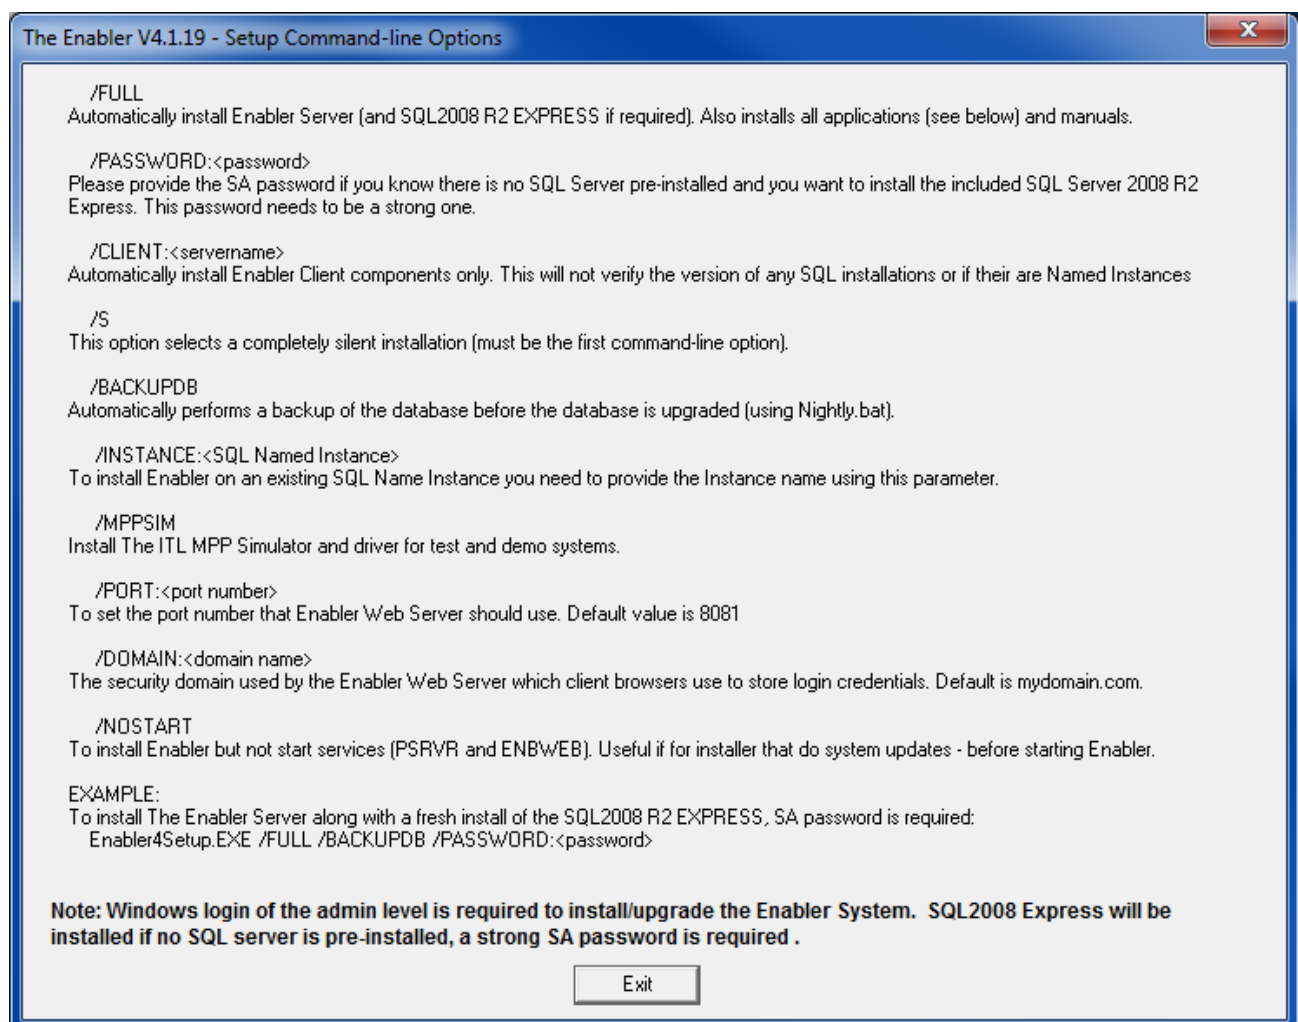 The Enabler V4.1.19 - Setup Command-line Options
/FULL
Automatically install Enabler Server (and SQL2008 R2 EXPRESS if required). Also installs all applications (see below) and manuals.
/PASSWORD:<password>
Please provide the SA password if you know there is no SQL Server pre-installed and you want to install the included SQL Server 2008 R2
Express. This password needs to be a strong one.
/CLIENT:<servername>
Automatically install Enabler Client components only. This will not verify the version of any SQL installations or if their are Named Instances
/S
This option selects a completely silent installation (must be the first command-line option).
/BACKUPDB
Automatically performs a backup of the database before the database is upgraded (using Nightly.bat).
/INSTANCE:<SQL Named Instance>
To install Enabler on an existing SQL Name Instance you need to provide the Instance name using this parameter.
/MPPSIM
Install The ITL MPP Simulator and driver for test and demo systems.
/PORT:<port number>
To set the port number that Enabler Web Server should use. Default value is 8081
/DOMAIN:<domain name>
The security domain used by the Enabler Web Server which client browsers use to store login credentials. Default is mydomain.com.
/NOSTART
To install Enabler but not start services (PSRVR and ENBWEB). Useful if for installer that do system updates - before starting Enabler.
EXAMPLE:
To install The Enabler Server along with a fresh install of the SQL2008 R2 EXPRESS, SA password is required:
Enabler4Setup.EXE /FULL /BACKUPDB /PASSWORD:<password>
Note: Windows login of the admin level is required to install/upgrade the Enabler System.  SQL2008 Express will be
installed if no SQL server is pre-installed, a strong SA password is required .
Exit